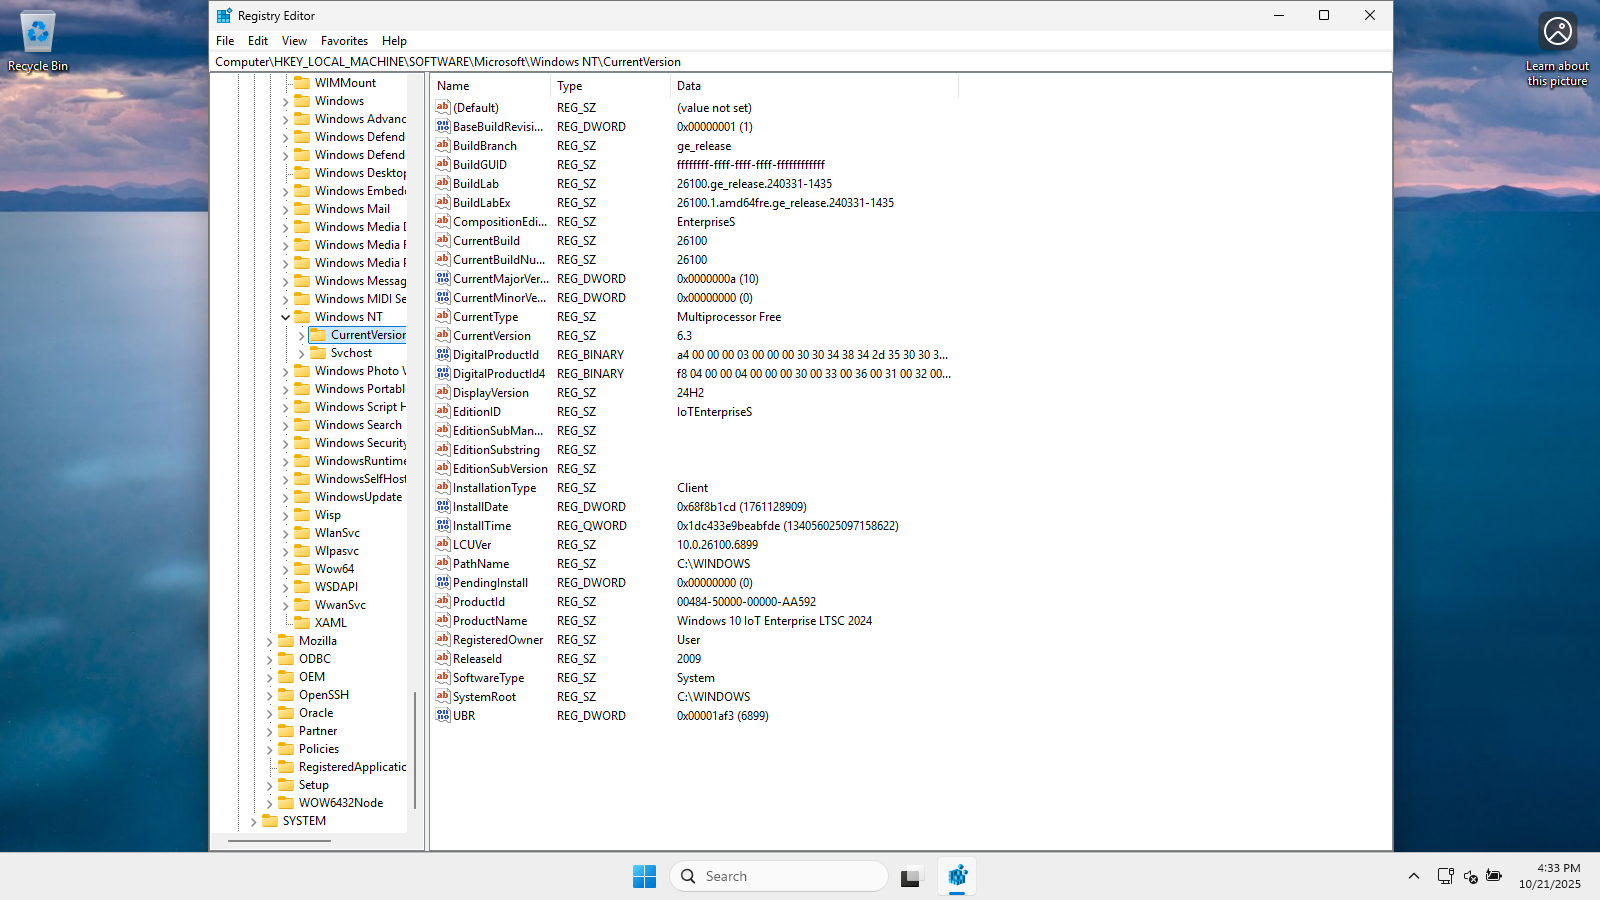 Recycle Bin
Learn about
this picture
Registry Editor
File Edit View Favorites Help
Computer\HKEY_LOCAL_MACHINE\SOFTWARE\Microsoft\Windows NT\CurrentVersion
WIMMount
Windows
Windows Advanc
Windows Defend
Windows Defend
Windows Desktop
Windows Embed
Windows Mail
Windows Media D
Windows Media F
Windows Media F
Windows Messag
Windows MIDI Se
Windows NT
CurrentVersion
Svchost
Windows Photo V
Windows Portabl
Windows Script H
Windows Search
Windows Security
WindowsRuntime
WindowsSelfHost
WindowsUpdate
Wisp
WlanSvc
Wlpasvc
Wow64
WSDAPI
WwanSvc
XAML
Mozilla
ODBC
OEM
OpenSSH
Oracle
Partner
Policies
RegisteredApplicatio
Setup
WOW6432Node
SYSTEM
Name Type Data
(Default) REG_SZ (value not set)
BaseBuildRevisi... REG_DWORD 0x00000001 (1)
BuildBranch REG_SZ ge_release
BuildGUID REG_SZ ffffffff-ffff-ffff-ffff-ffffffffffff
BuildLab REG_SZ 26100.ge_release.240331-1435
BuildLabEx REG_SZ 26100.1.amd64fre.ge_release.240331-1435
CompositionEdi... REG_SZ EnterpriseS
CurrentBuild REG_SZ 26100
CurrentBuildNu... REG_SZ 26100
CurrentMajorVer... REG_DWORD 0x0000000a (10)
CurrentMinorVe... REG_DWORD 0x00000000 (0)
CurrentType REG_SZ Multiprocessor Free
CurrentVersion REG_SZ 6.3
DigitalProductId REG_BINARY a4 00 00 00 03 00 00 00 30 30 34 38 34 2d 35 30 30 3...
DigitalProductId4 REG_BINARY f8 04 00 00 04 00 00 00 30 00 33 00 36 00 31 00 32 00...
DisplayVersion REG_SZ 24H2
EditionID REG_SZ IoTEnterpriseS
EditionSubMan... REG_SZ
EditionSubstring REG_SZ
EditionSubVersion REG_SZ
InstallationType REG_SZ Client
InstallDate REG_DWORD 0x68f8b1cd (1761128909)
InstallTime REG_QWORD 0x1dc433e9beabfde (134056025097158622)
LCUVer REG_SZ 10.0.26100.6899
PathName REG_SZ C:\WINDOWS
PendingInstall REG_DWORD 0x00000000 (0)
ProductId REG_SZ 00484-50000-00000-AA592
ProductName REG_SZ Windows 10 IoT Enterprise LTSC 2024
RegisteredOwner REG_SZ User
ReleaseId REG_SZ 2009
SoftwareType REG_SZ System
SystemRoot REG_SZ C:\WINDOWS
UBR REG_DWORD 0x00001af3 (6899)
Search
4:33 PM
10/21/2025